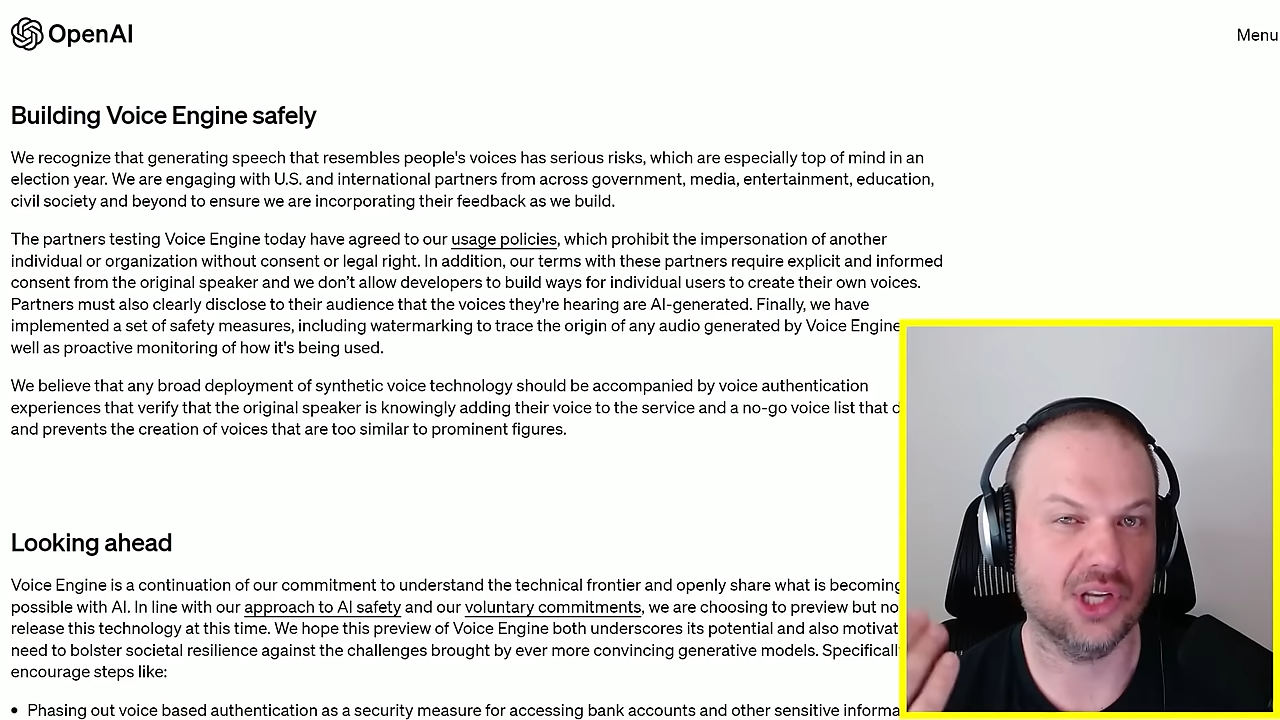 OpenAI
Menu
Building Voice Engine safely
We recognize that generating speech that resembles people's voices has serious risks, which are especially top of mind in an
election year. We are engaging with U.S. and international partners from across government, media, entertainment, education,
civil society and beyond to ensure we are incorporating their feedback as we build.
The partners testing Voice Engine today have agreed to our usage policies, which prohibit the impersonation of another
individual or organization without consent or legal right. In addition, our terms with these partners require explicit and informed
consent from the original speaker and we don't allow developers to build ways for individual users to create their own voices.
Partners must also clearly disclose to their audience that the voices they're hearing are AI-generated. Finally, we have
implemented a set of safety measures, including watermarking to trace the origin of any audio generated by Voice Engine
well as proactive monitoring of how it's being used.
We believe that any broad deployment of synthetic voice technology should be accompanied by voice authentication
experiences that verify that the original speaker is knowingly adding their voice to the service and a no-go voice list that
and prevents the creation of voices that are too similar to prominent figures.
Looking ahead
Voice Engine is a continuation of our commitment to understand the technical frontier and openly share what is becoming
possible with AI. In line with our approach to AI safety and our voluntary commitments, we are choosing to preview but
release this technology at this time. We hope this preview of Voice Engine both underscores its potential and also
need to bolster societal resilience against the challenges brought by ever more convincing generative models.
encourage steps like:
• Phasing out voice based authentication as a security measure for accessing bank accounts and other sensitive